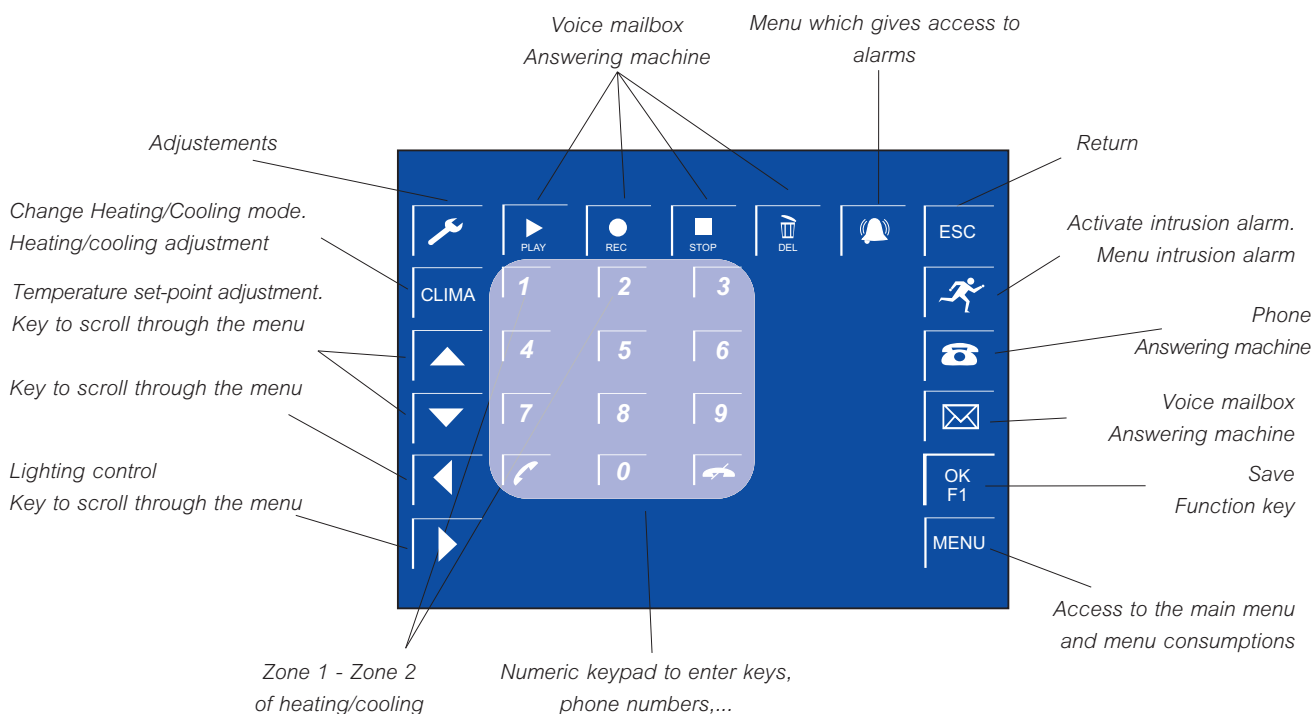 Voice mailbox
Answering machine
Menu which gives access to
alarms
Adjustements
Return
Change Heating/Cooling mode.
Heating/cooling adjustment
Activate intrusion alarm.
Menu intrusion alarm
Temperature set-point adjustment.
Key to scroll through the menu
Phone
Answering machine
Key to scroll through the menu
Voice mailbox
Answering machine
Lighting control
Key to scroll through the menu
Save
Function key
Access to the main menu
and menu consumptions
Zone 1 - Zone 2
of heating/cooling
Numeric keypad to enter keys,
phone numbers,...
PLAY
REC
STOP
DEL
ESC
CLIMA
1
2
3
4
5
6
7
8
9
0
OK
F1
MENU